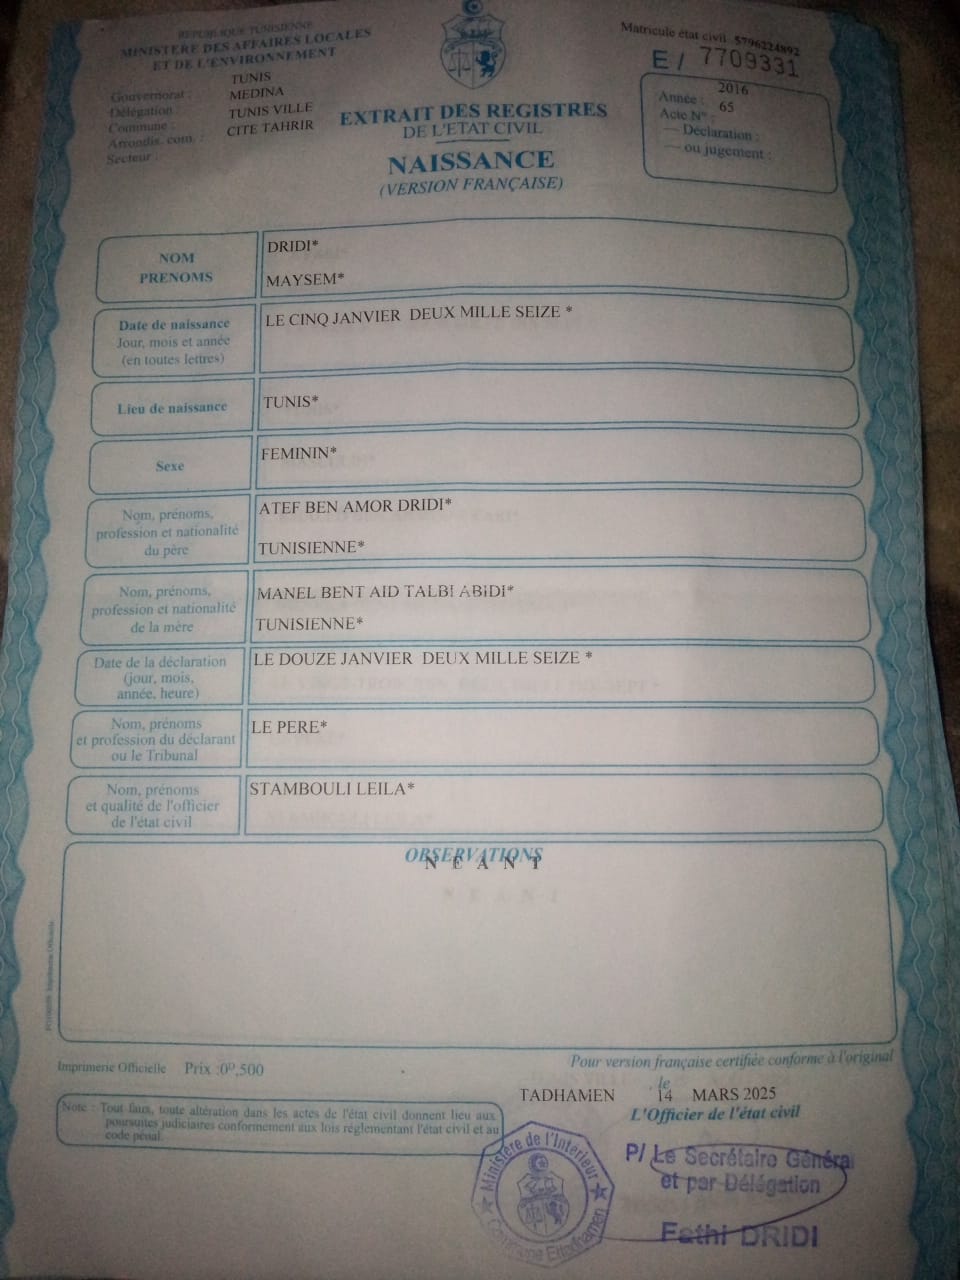 REPUBLIQUE TUNISIENNE
MINISTERE DES AFFAIRES LOCALES
ET DE L'ENVIRONNEMENT
Gouvernorat : TUNIS
Délégation : MEDINA
Commune : TUNIS VILLE
Arrondis. com. : CITE TAHRIR
Secteur :
Matricule état civil 5796224892
E / 7709331
Année : 2016
Acte N° : 65
— Déclaration :
— ou jugement :
EXTRAIT DES REGISTRES
DE L'ETAT CIVIL
NAISSANCE
(VERSION FRANÇAISE)
NOM
PRENOMS
DRIDI*
MAYSEM*
Date de naissance
Jour, mois et année
(en toutes lettres)
LE CINQ JANVIER DEUX MILLE SEIZE *
Lieu de naissance
TUNIS*
Sexe
FEMININ*
Nom, prénoms,
profession et nationalité
du père
ATEF BEN AMOR DRIDI*
TUNISIENNE*
Nom, prénoms,
profession et nationalité
de la mère
MANEL BENT AID TALBI ABIDI*
TUNISIENNE*
Date de la déclaration
(jour, mois,
année, heure)
LE DOUZE JANVIER DEUX MILLE SEIZE *
Nom, prénoms
et profession du déclarant
ou le Tribunal
LE PERE*
Nom, prénoms
et qualité de l'officier
de l'état civil
STAMBOULI LEILA*
OBSERVATIONS
N E A N T
Imprimerie Officielle Prix :0D,500
Pour version française certifiée conforme à l'original
TADHAMEN le 14 MARS 2025
L'Officier de l'état civil
Note : Tout faux, toute altération dans les actes de l'état civil donnent lieu aux
poursuites judiciaires conformement aux lois réglementant l'état civil et au
code pénal.
Ministère de l'Intérieur
Commune Ettadhamen
P/ Le Secrétaire Général
et par Délégation
Fathi DRIDI